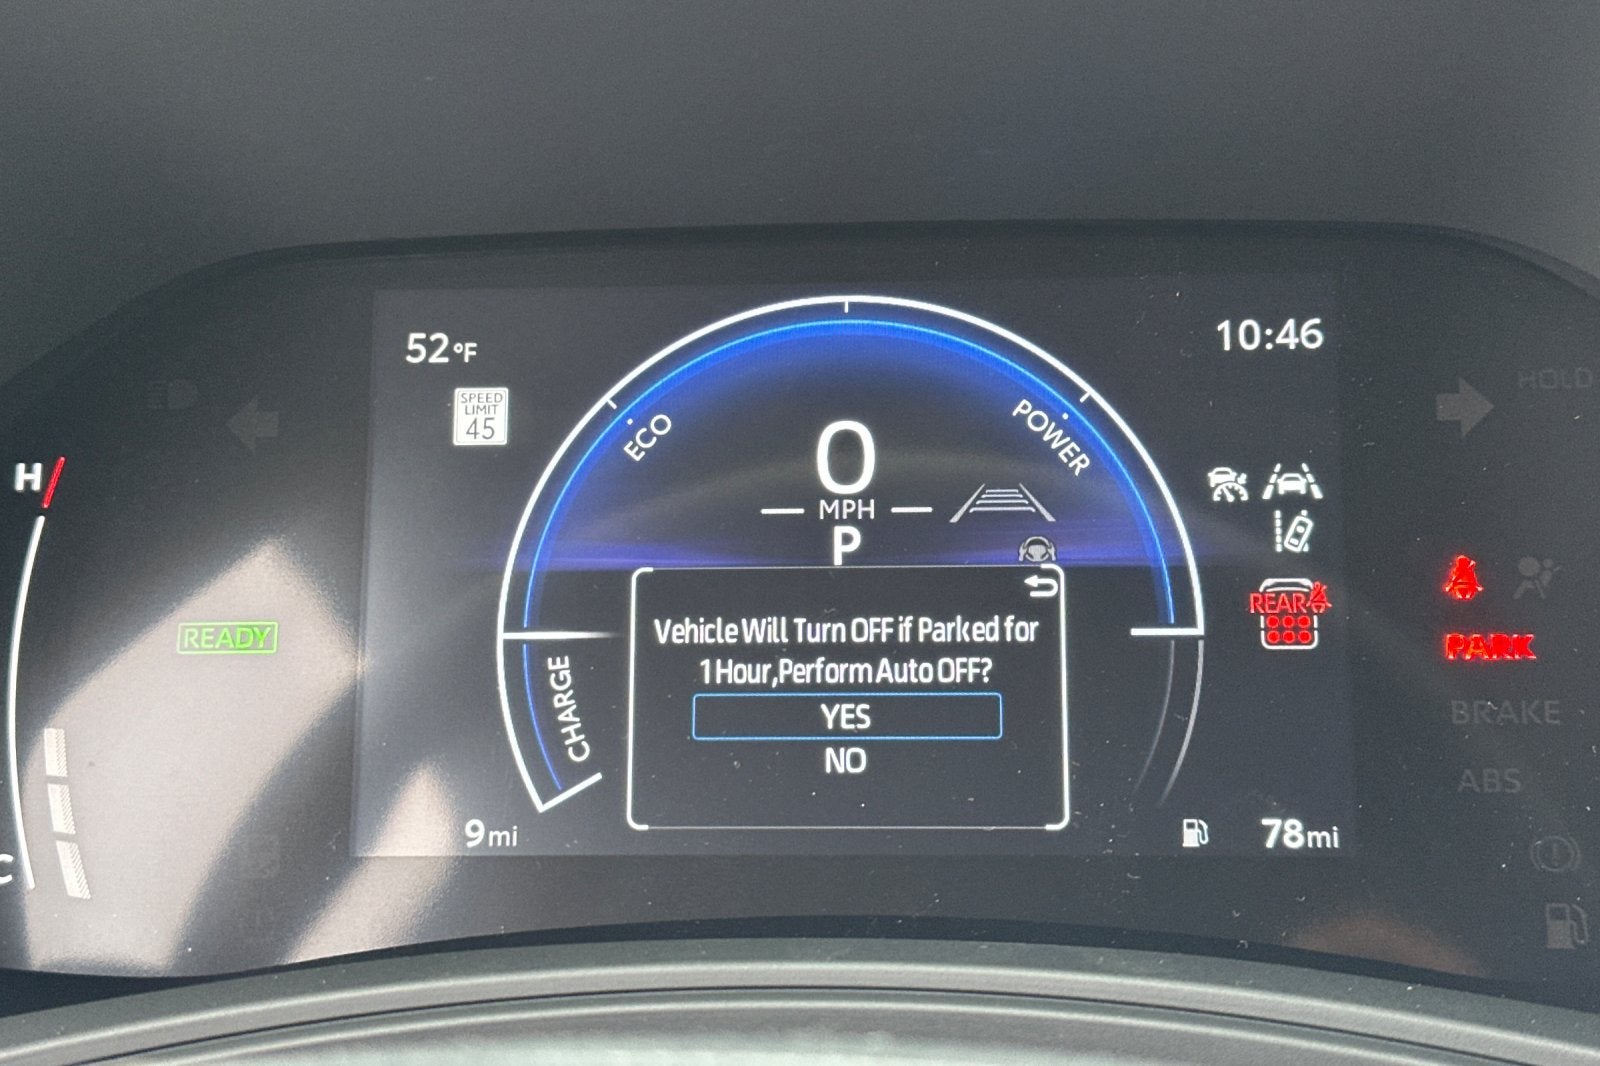 52°F
10:46
HOLD
SPEED
LIMIT
45
ECO
POWER
0
MPH
P
H
READY
Vehicle Will Turn OFF if Parked for
1 Hour,Perform Auto OFF?
YES
NO
CHARGE
REAR
PARK
BRAKE
ABS
C
9mi
78mi